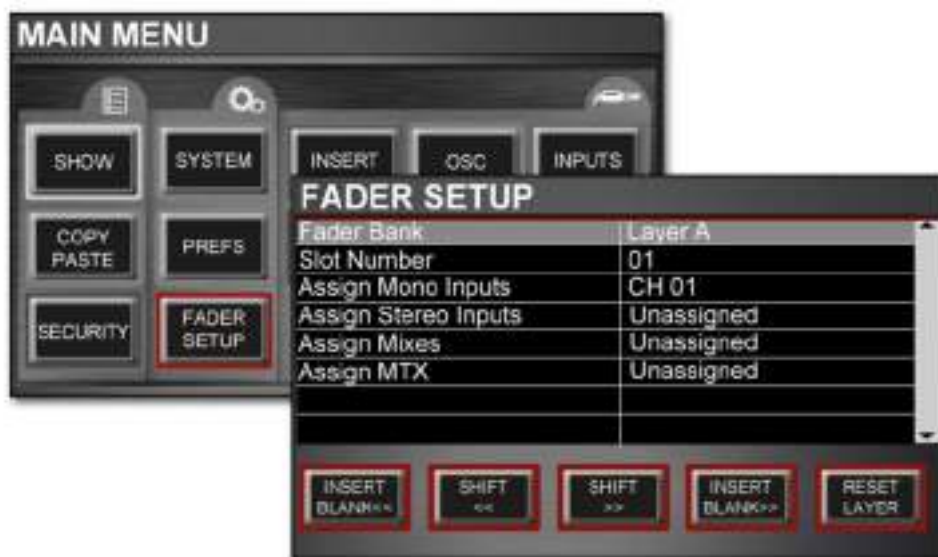 MAIN MENU
SHOW
SYSTEM
INSERT
OSC
INPUTS
COPY
PASTE
PREFS
SECURITY
FADER
SETUP
FADER SETUP
Fader Bank Layer A
Slot Number 01
Assign Mono Inputs CH 01
Assign Stereo Inputs Unassigned
Assign Mixes Unassigned
Assign MTX Unassigned
INSERT
BLANK<<
SHIFT
<<
SHIFT
>>
INSERT
BLANK>>
RESET
LAYER